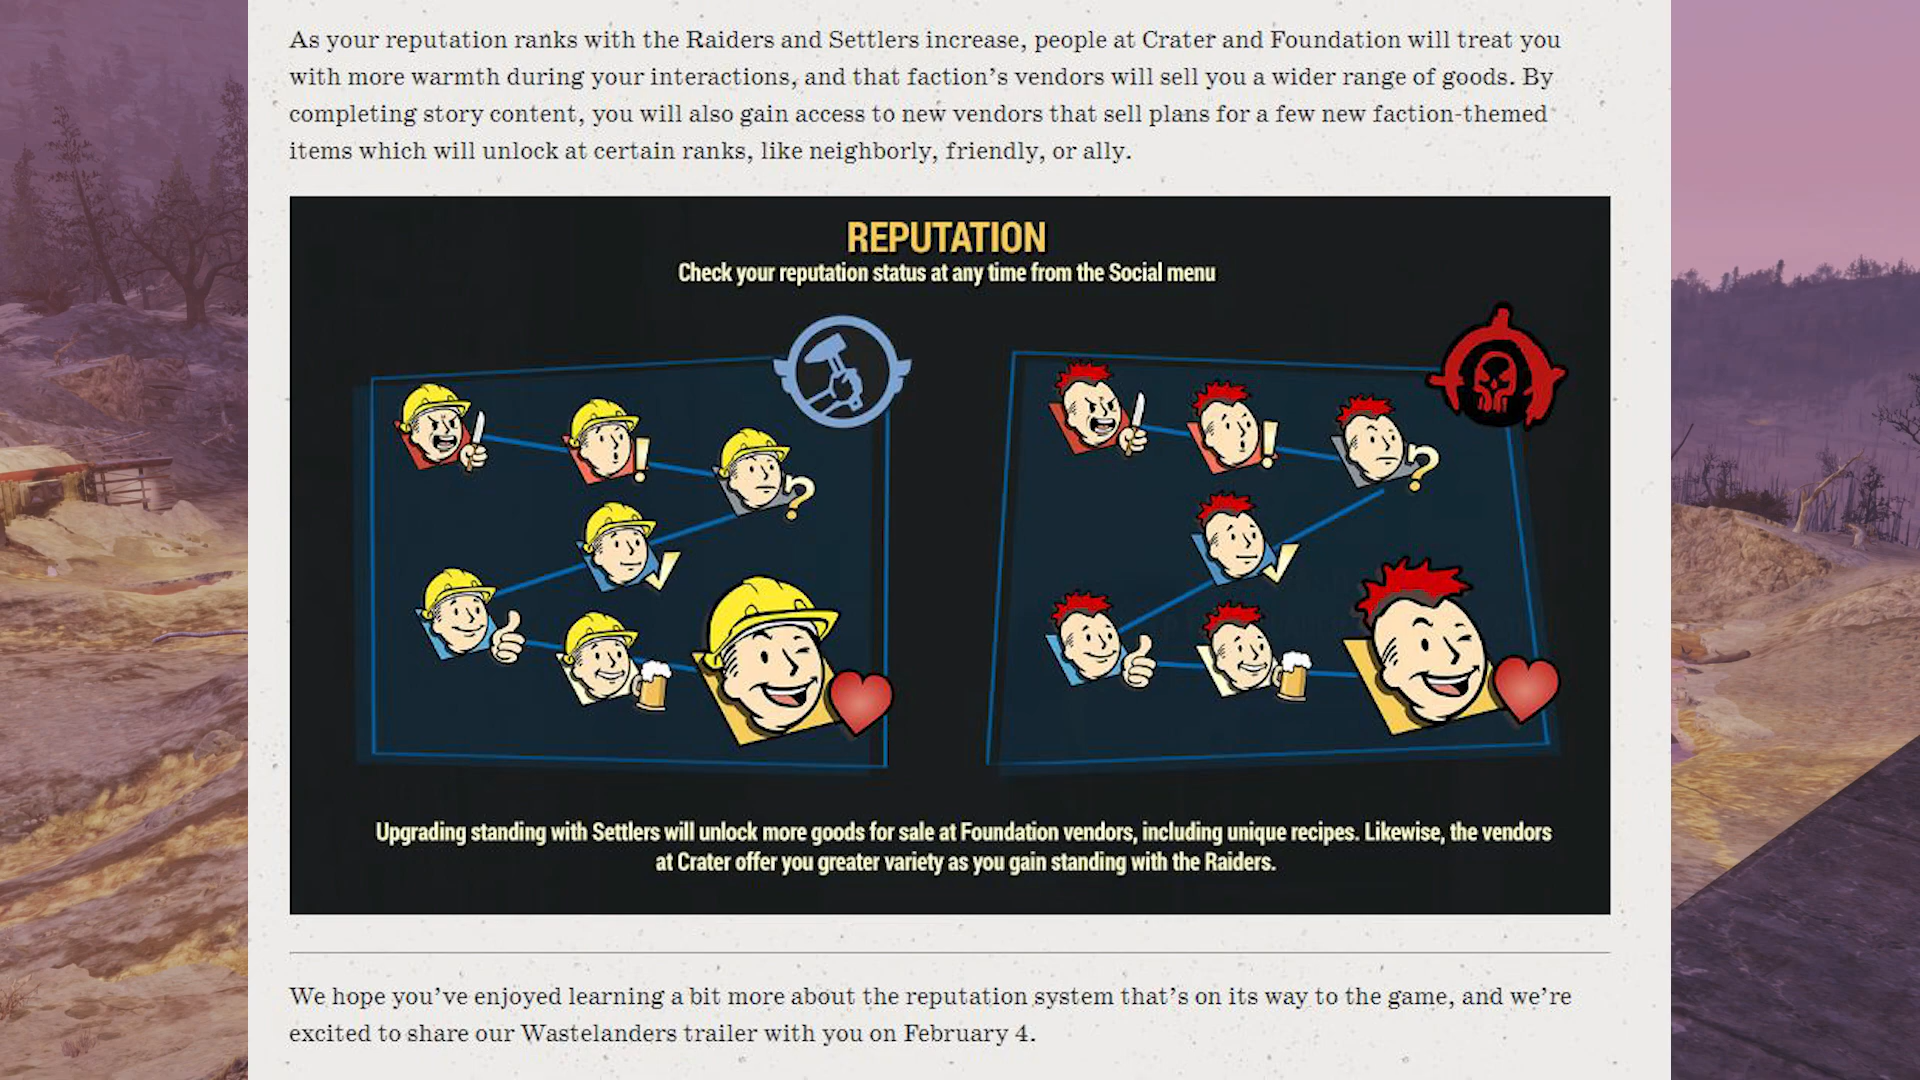 As your reputation ranks with the Raiders and Settlers increase, people at Crater and Foundation will treat you
with more warmth during your interactions, and that faction’s vendors will sell you a wider range of goods. By
completing story content, you will also gain access to new vendors that sell plans for a few new faction-themed
items which will unlock at certain ranks, like neighborly, friendly, or ally.
REPUTATION
Check your reputation status at any time from the Social menu
Upgrading standing with Settlers will unlock more goods for sale at Foundation vendors, including unique recipes. Likewise, the vendors
at Crater offer you greater variety as you gain standing with the Raiders.
We hope you’ve enjoyed learning a bit more about the reputation system that’s on its way to the game, and we’re
excited to share our Wastelanders trailer with you on February 4.